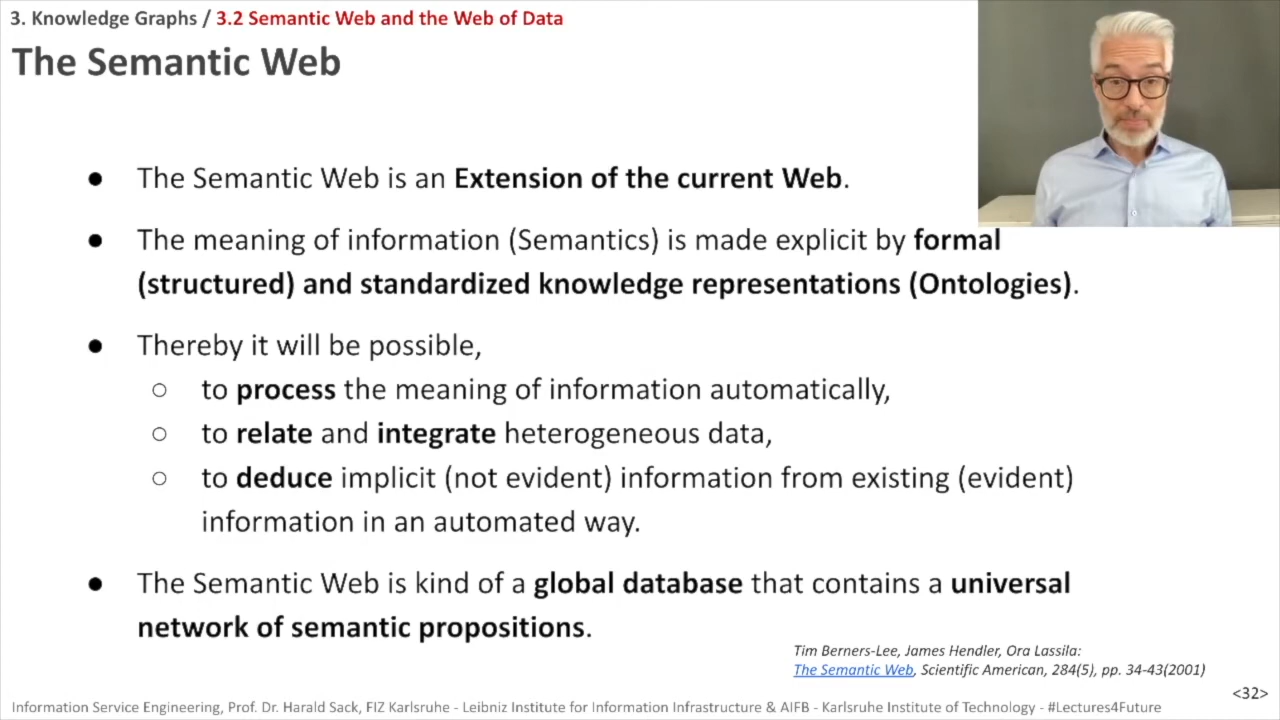 3. Knowledge Graphs / 3.2 Semantic Web and the Web of Data
The Semantic Web
● The Semantic Web is an Extension of the current Web.
● The meaning of information (Semantics) is made explicit by formal
(structured) and standardized knowledge representations (Ontologies).
● Thereby it will be possible,
○ to process the meaning of information automatically,
○ to relate and integrate heterogeneous data,
○ to deduce implicit (not evident) information from existing (evident)
information in an automated way.
● The Semantic Web is kind of a global database that contains a universal
network of semantic propositions.
Tim Berners-Lee, James Hendler, Ora Lassila:
The Semantic Web, Scientific American, 284(5), pp. 34-43(2001)
<32>
Information Service Engineering, Prof. Dr. Harald Sack, FIZ Karlsruhe - Leibniz Institute for Information Infrastructure & AIFB - Karlsruhe Institute of Technology - #Lectures4Future